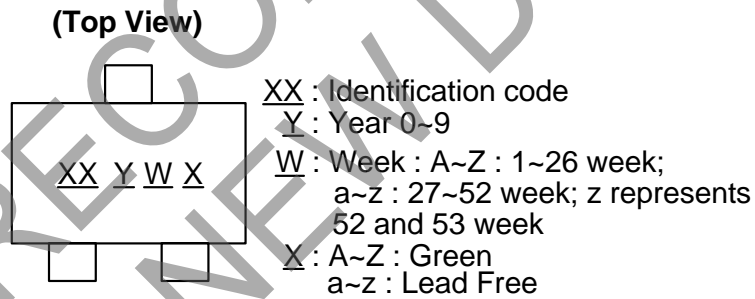 (Top View)
XX : Identification code
Y : Year 0~9
W : Week : A~Z : 1~26 week;
a~z : 27~52 week; z represents
52 and 53 week
X : A~Z : Green
a~z : Lead Free
XX Y W X